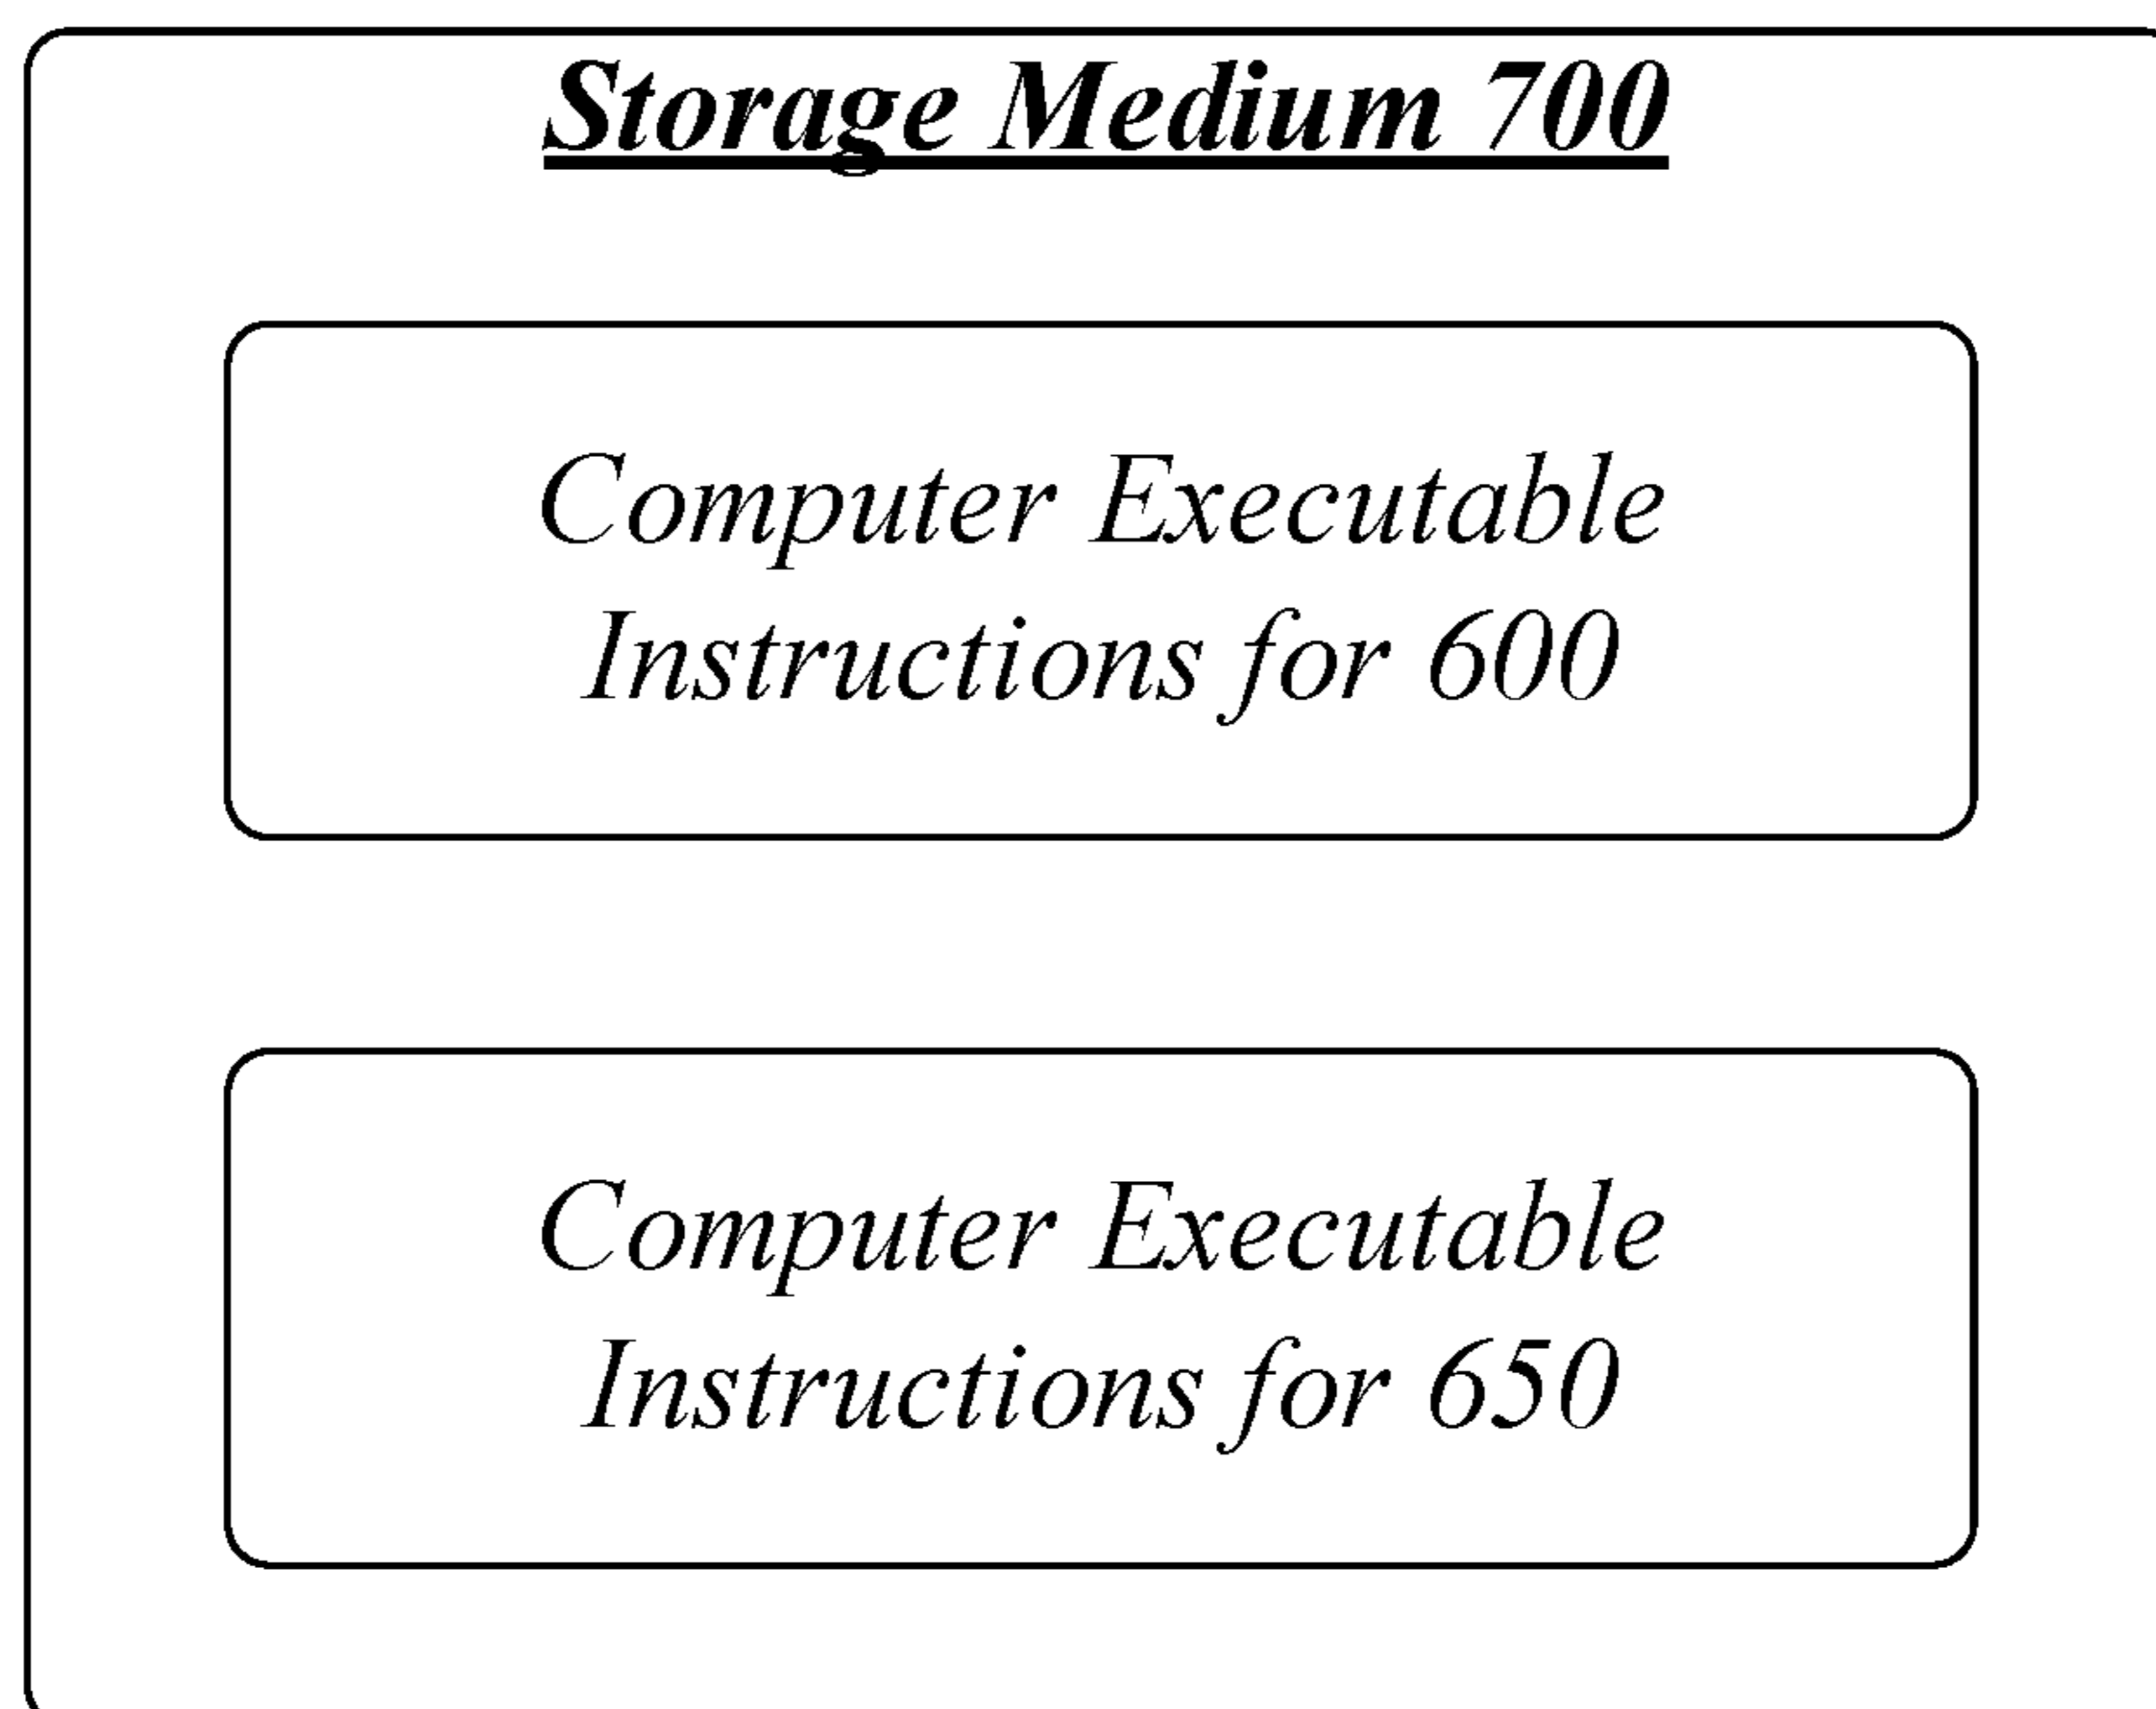 Storage Medium 700
Computer Executable
Instructions for 600
Computer Executable
Instructions for 650